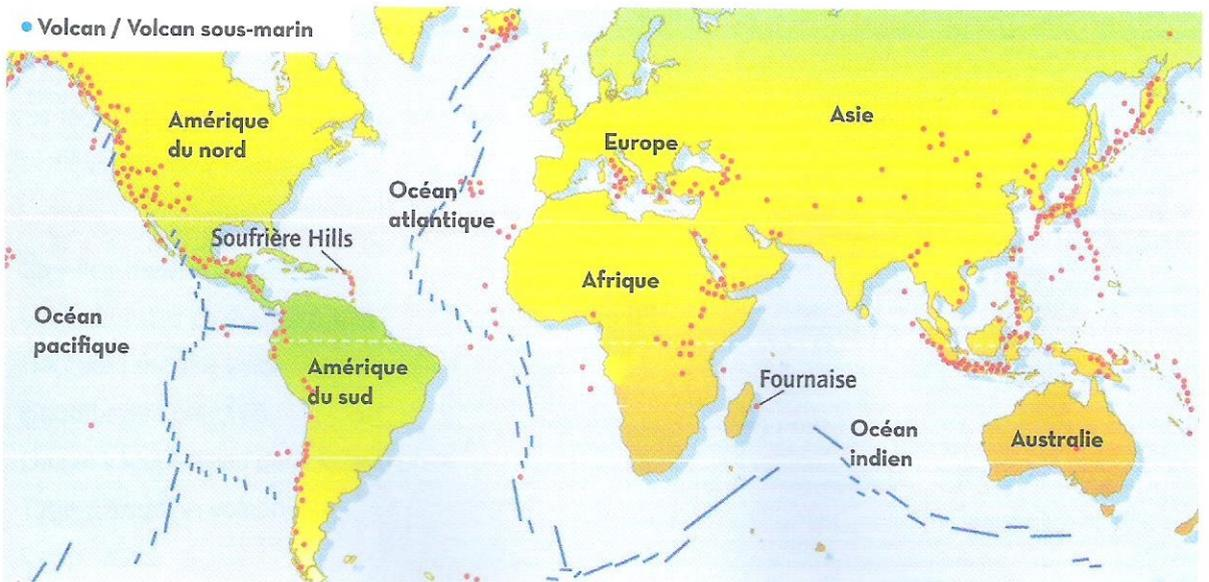 Volcan / Volcan sous-marin
Amérique
du nord
Europe
Asie
Océan
atlantique
Soufrière Hills
Afrique
Océan
pacifique
Amérique
du sud
Fournaise
Océan
indien
Australie